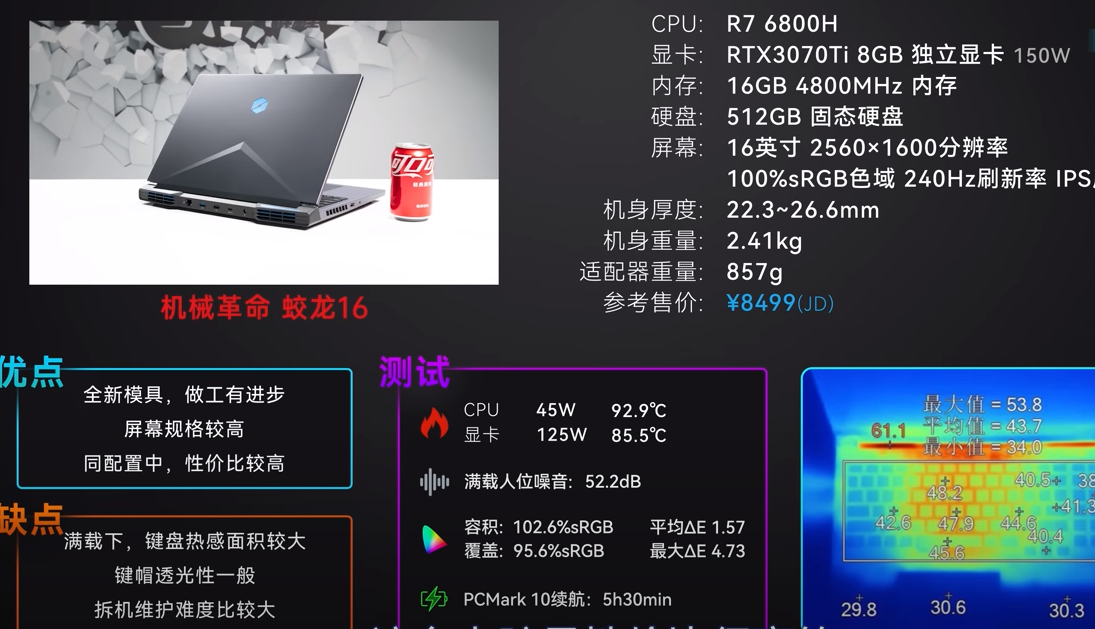 CPU: R7 6800H
显卡: RTX3070Ti 8GB 独立显卡 150W
内存: 16GB 4800MHz 内存
硬盘: 512GB 固态硬盘
屏幕: 16英寸 2560×1600分辨率
100%sRGB色域 240Hz刷新率 IPS
机身厚度: 22.3~26.6mm
机身重量: 2.41kg
适配器重量: 857g
参考售价: ¥8499(JD)
可口可
机械革命 蛟龙16
优点
全新模具，做工有进步
屏幕规格较高
同配置中，性价比较高
缺点
满载下，键盘热感面积较大
键帽透光性一般
拆机维护难度比较大
测试
CPU 45W 92.9℃
显卡 125W 85.5℃
满载人位噪音: 52.2dB
容积: 102.6%sRGB 平均ΔE 1.57
覆盖: 95.6%sRGB 最大ΔE 4.73
PCMark 10续航: 5h30min
最大值 = 53.8
平均值 = 43.7
最小值 = 34.0
61.1
40.5 38
48.2
41.3
42.6 47.9 44.6
40.4
45.6
29.8 30.6 30.3